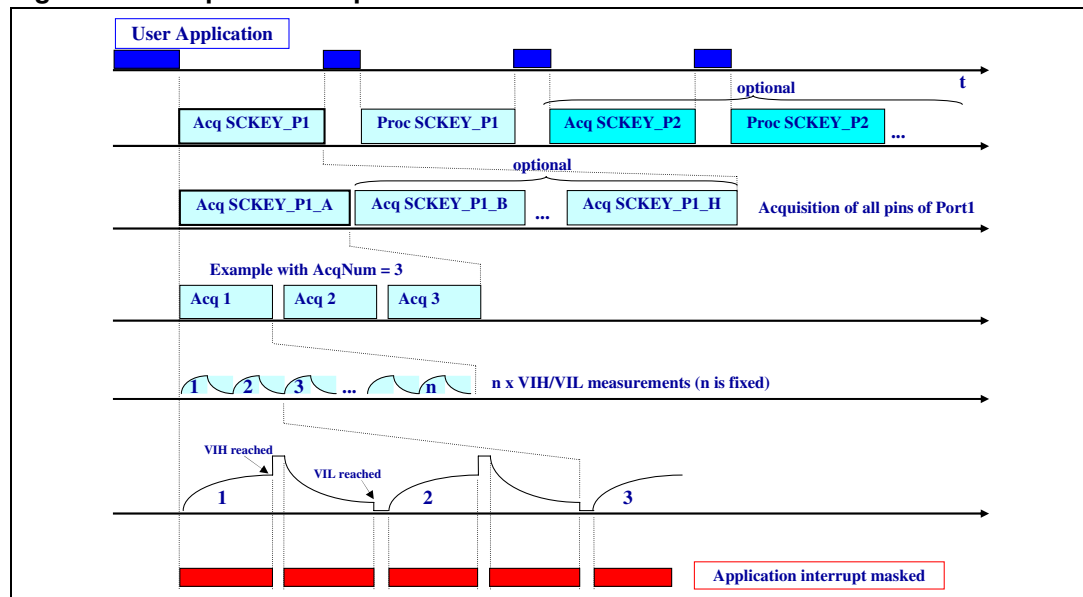 User Application
t
optional
Acq SCKEY_P1
Proc SCKEY_P1
Acq SCKEY_P2
Proc SCKEY_P2
...
optional
Acq SCKEY_P1_A
Acq SCKEY_P1_B
...
Acq SCKEY_P1_H
Acquisition of all pins of Port1
Example with AcqNum = 3
Acq 1
Acq 2
Acq 3
1
2
3
...
n
n x VIH/VIL measurements (n is fixed)
VIH reached
VIL reached
1
2
3
Application interrupt masked